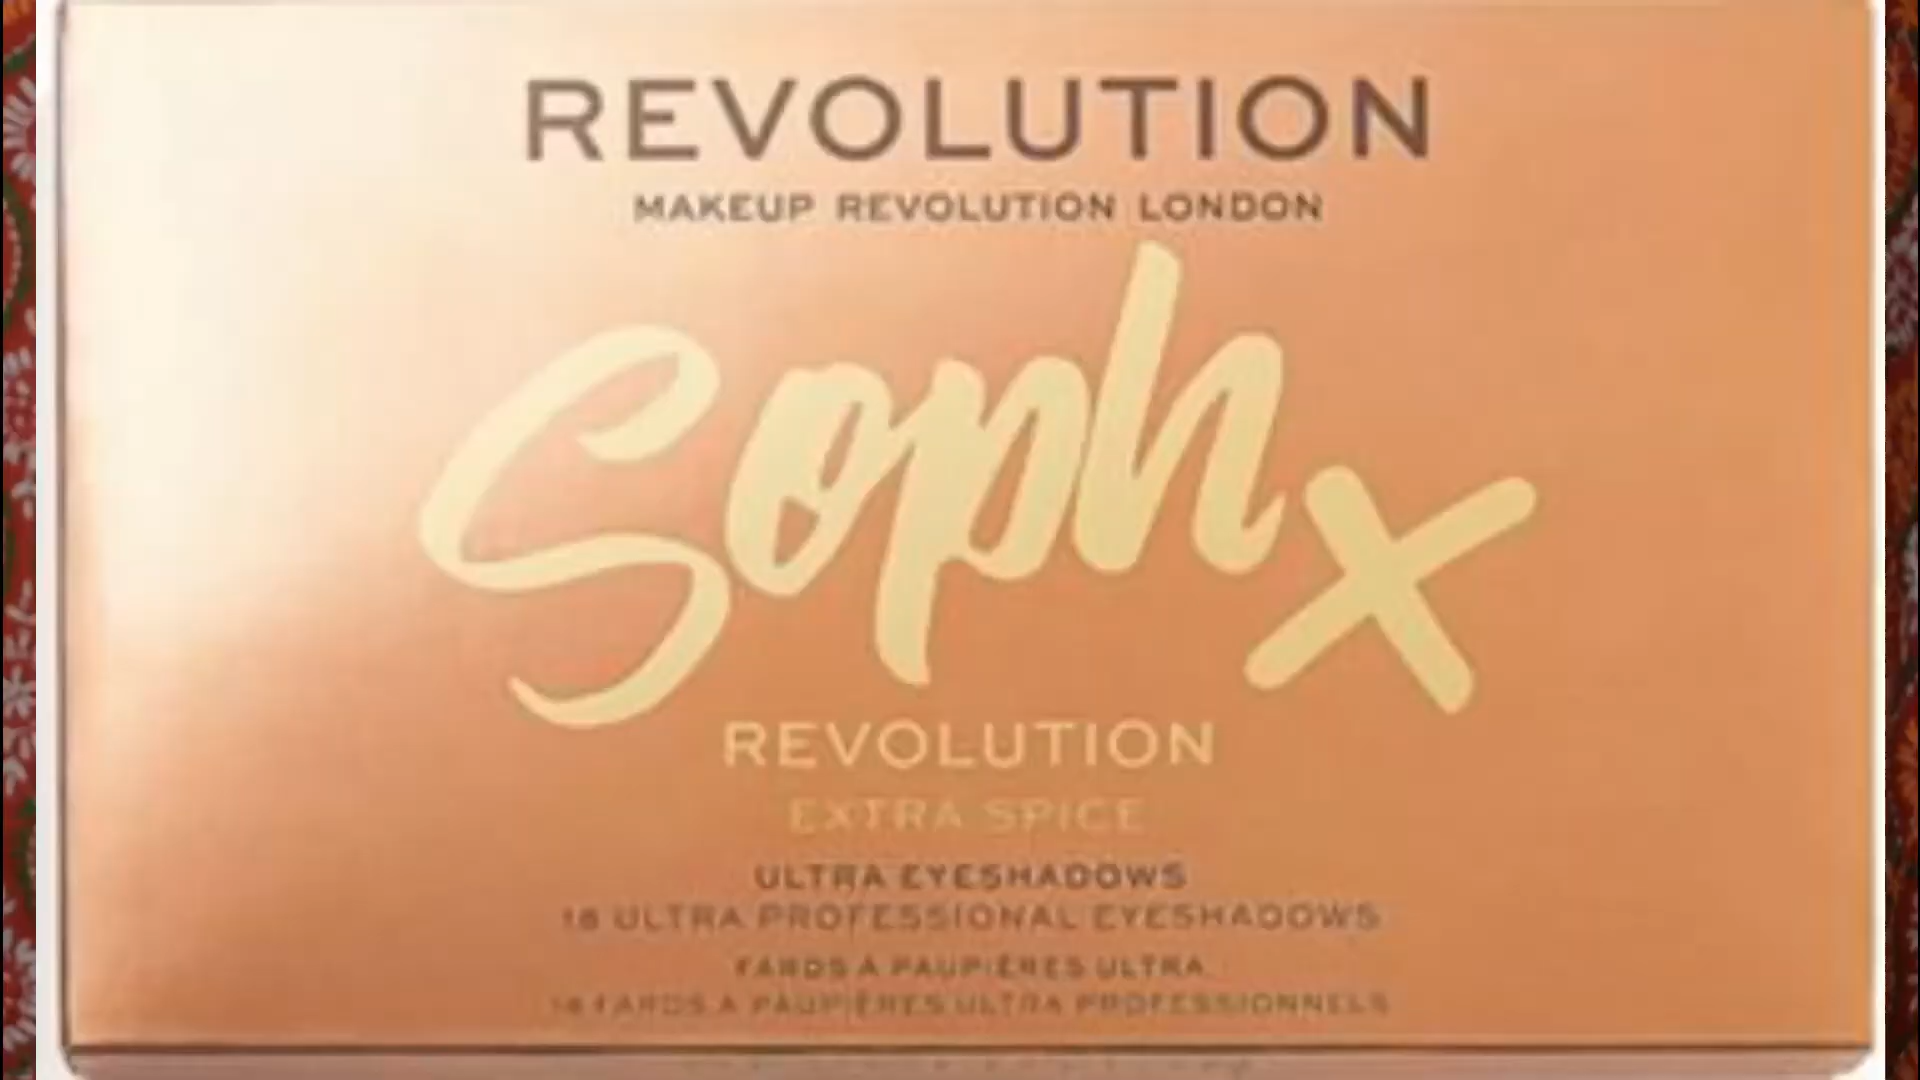 REVOLUTION
MAKEUP REVOLUTION LONDON
Soph x
REVOLUTION
EXTRA SPICE
ULTRA EYESHADOWS
18 ULTRA PROFESSIONAL EYESHADOWS
FARDS À PAUPIÈRES ULTRA
FARDS À PAUPIÈRES ULTRA PROFESSIONNELS